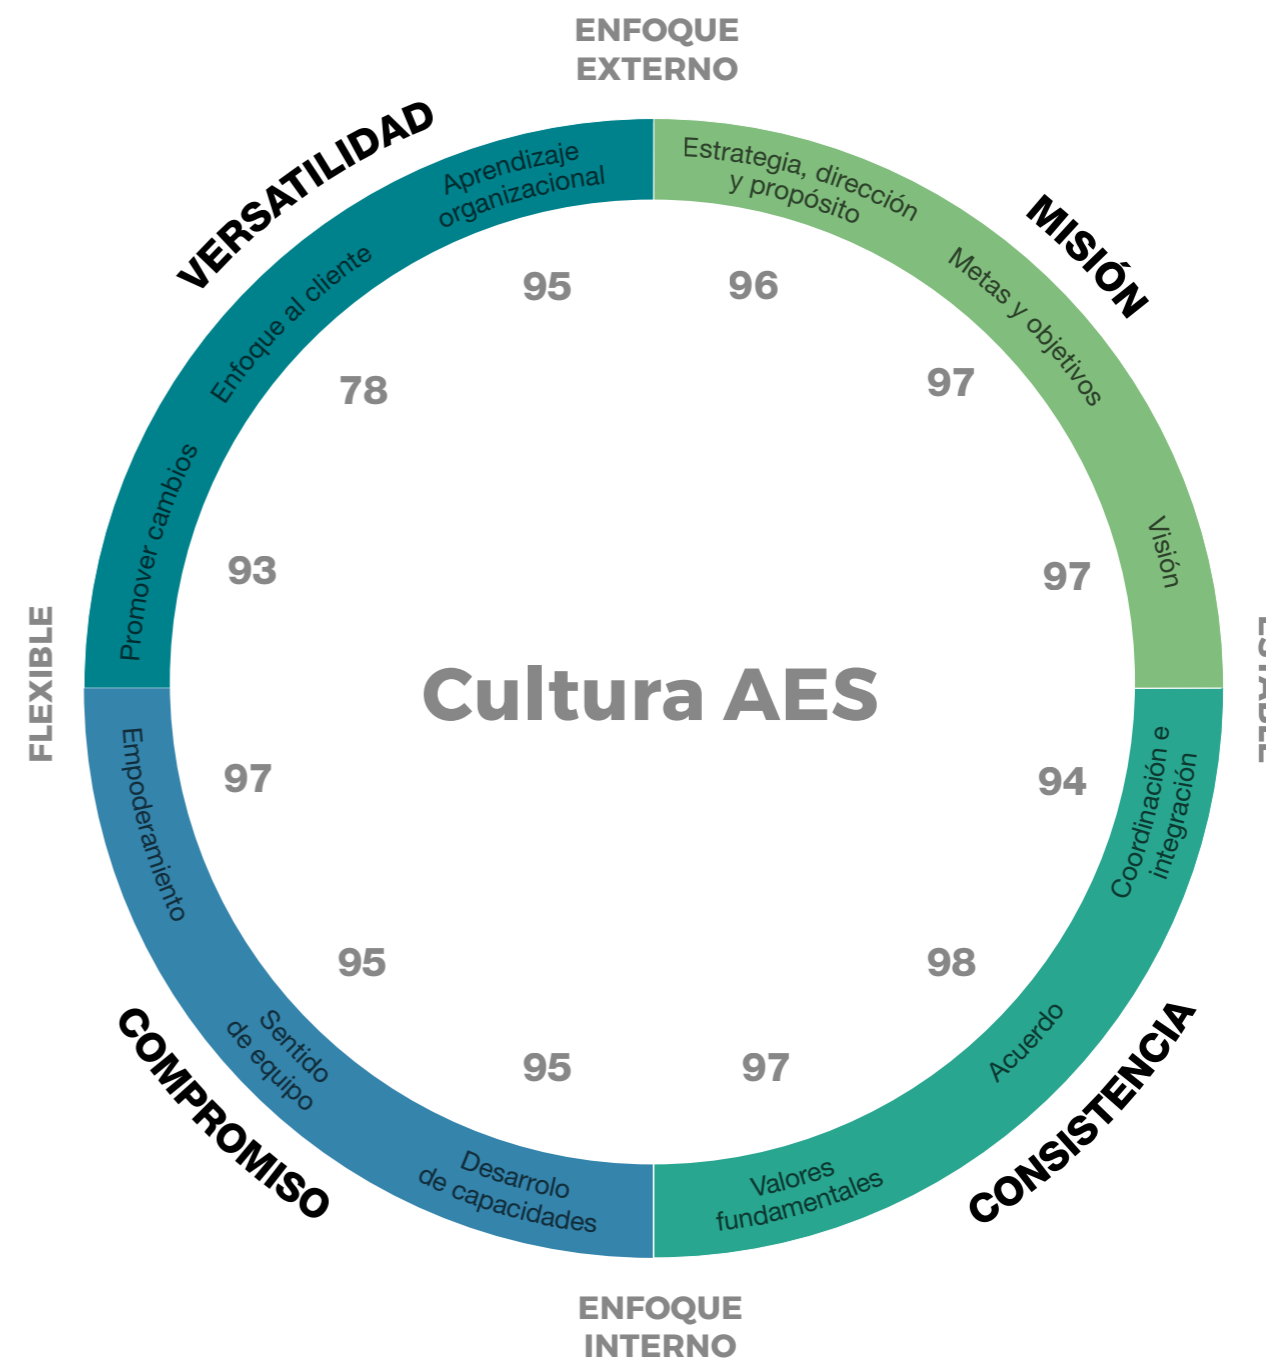 ENFOQUE
EXTERNO
VERSATILIDAD
Aprendizaje
organizacional
Enfoque al cliente
Promover cambios
95
78
93
MISIÓN
Estrategia, dirección
y propósito
Metas y objetivos
Visión
96
97
97
FLEXIBLE
Cultura AES
COMPROMISO
Empoderamiento
Sentido
de equipo
Desarrolo
de capacidades
97
95
95
CONSISTENCIA
Coordinación e
integración
Acuerdo
Valores
fundamentales
94
98
97
ENFOQUE
INTERNO